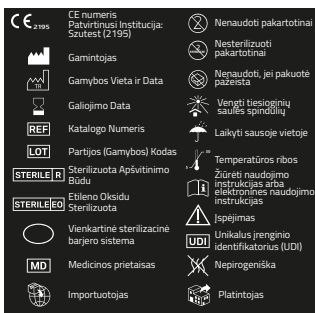 CE 2195
CE numeris
Patvirtinusi Institucija:
Szutest (2195)
Gamintojas
TR
Gamybos Vieta ir Data
Galiojimo Data
REF
Katalogo Numeris
LOT
Partijos (Gamybos) Kodas
STERILE R
Sterilizuota Apšvitinimo
Būdu
STERILE EO
Etileno Oksidu
Sterilizuota
Vienkartinė sterilizacinė
barjero sistema
MD
Medicinos prietaisas
Importuotojas
2
Nenaudoti pakartotinai
Nesterilizuoti
pakartotinai
Nenaudoti, jei pakuotė
pažeista
Vengti tiesioginių
saulės spindulių
Laikyti sausoje vietoje
Temperatūros ribos
Žiūrėti naudojimo
instrukcijas arba
elektronines naudojimo
instrukcijas
Įspėjimas
UDI
Unikalus įrenginio
identifikatorius (UDI)
Nepirogeniška
Platintojas